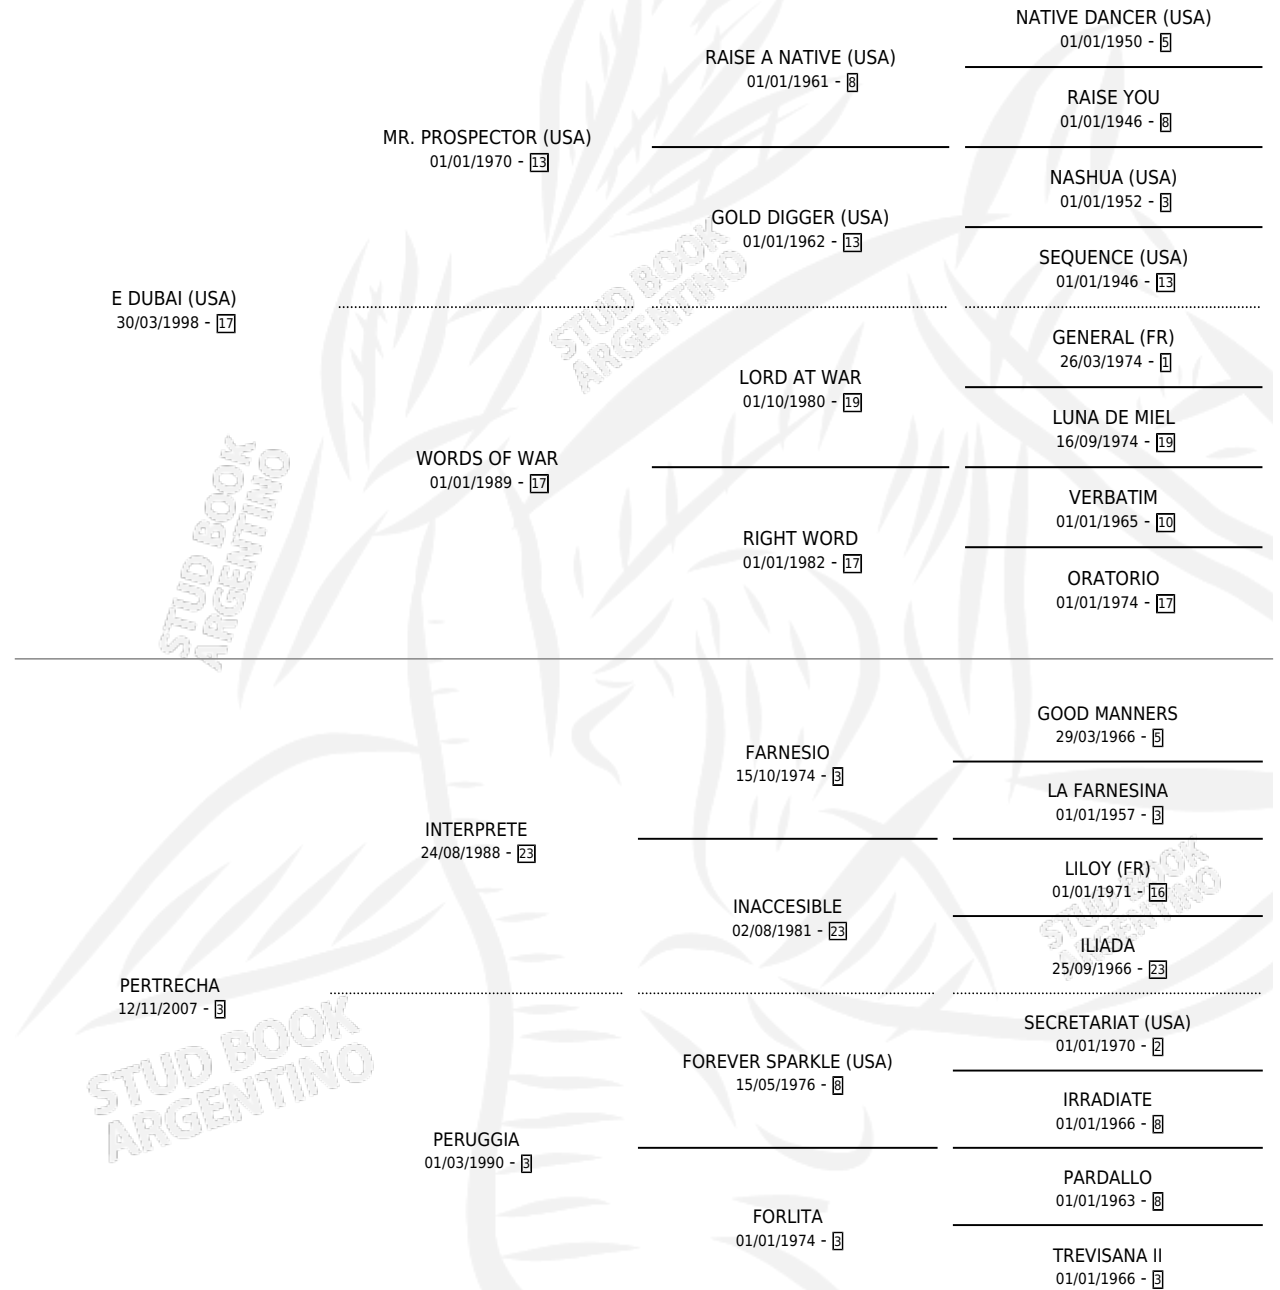 NATIVE DANCER (USA)
01/01/1950 - 5
RAISE A NATIVE (USA)
01/01/1961 - 8
RAISE YOU
01/01/1946 - 8
MR. PROSPECTOR (USA)
01/01/1970 - 13
NASHUA (USA)
01/01/1952 - 3
GOLD DIGGER (USA)
01/01/1962 - 13
SEQUENCE (USA)
01/01/1946 - 13
E DUBAI (USA)
30/03/1998 - 17
GENERAL (FR)
26/03/1974 - 1
LORD AT WAR
01/10/1980 - 19
LUNA DE MIEL
16/09/1974 - 19
WORDS OF WAR
01/01/1989 - 17
VERBATIM
01/01/1965 - 10
RIGHT WORD
01/01/1982 - 17
ORATORIO
01/01/1974 - 17
STUD BOOK
ARGENTINO
STUD BOOK
ARGENTINO
GOOD MANNERS
29/03/1966 - 5
FARNESIO
15/10/1974 - 3
LA FARNESINA
01/01/1957 - 3
INTERPRETE
24/08/1988 - 23
LILOY (FR)
01/01/1971 - 16
INACCESIBLE
02/08/1981 - 23
ILIADA
25/09/1966 - 23
PERTRECHA
12/11/2007 - 3
SECRETARIAT (USA)
01/01/1970 - 2
FOREVER SPARKLE (USA)
15/05/1976 - 8
IRRADIATE
01/01/1966 - 8
PERUGGIA
01/03/1990 - 3
PARDALLO
01/01/1963 - 8
FORLITA
01/01/1974 - 3
TREVISANA II
01/01/1966 - 3
STUD BOOK
ARGENTINO
STUD BOOK
ARGENTINO